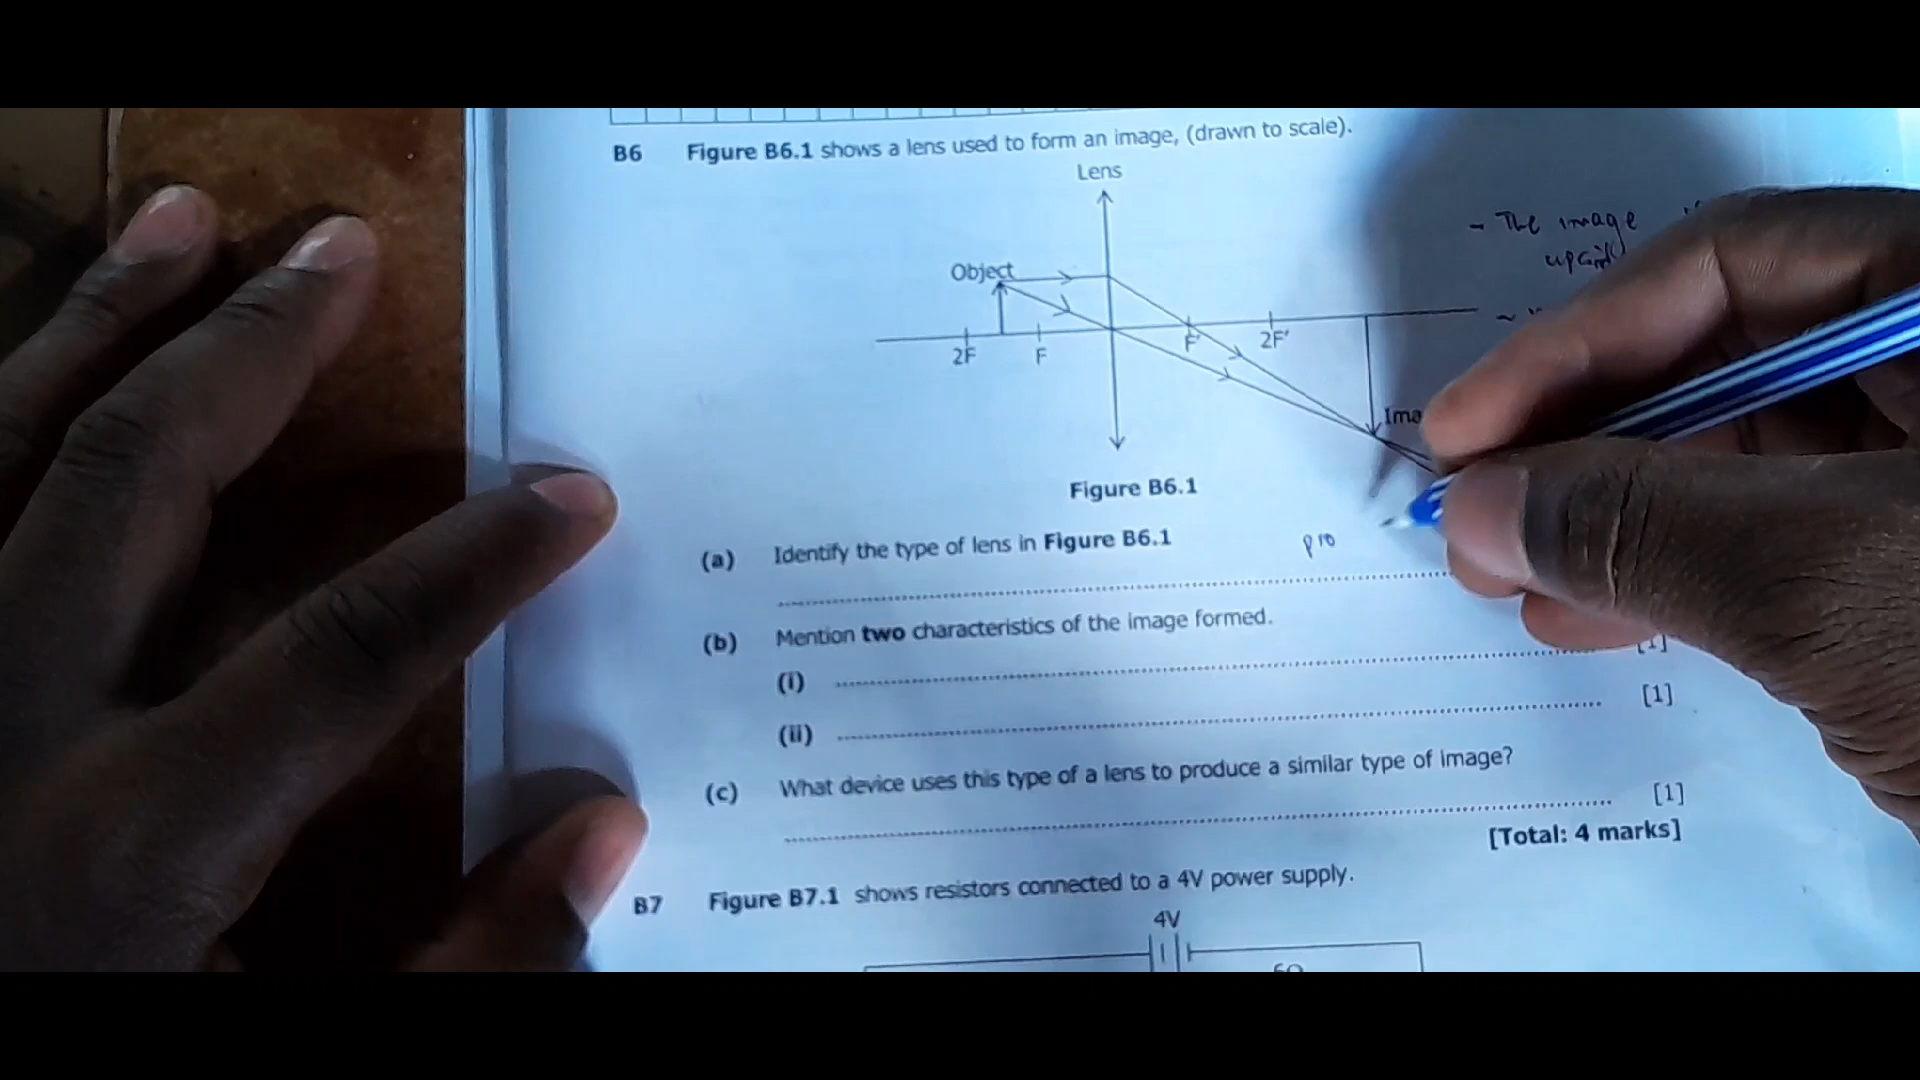 B6 Figure B6.1 shows a lens used to form an image, (drawn to scale).
Lens
- The image
Object
2F F F' 2F'
Ima
Figure B6.1
(a) Identify the type of lens in Figure B6.1
pro
(b) Mention two characteristics of the image formed.
[1]
(i)
[1]
(ii)
(c) What device uses this type of a lens to produce a similar type of image?
[1]
[Total: 4 marks]
B7 Figure B7.1 shows resistors connected to a 4V power supply.
4V